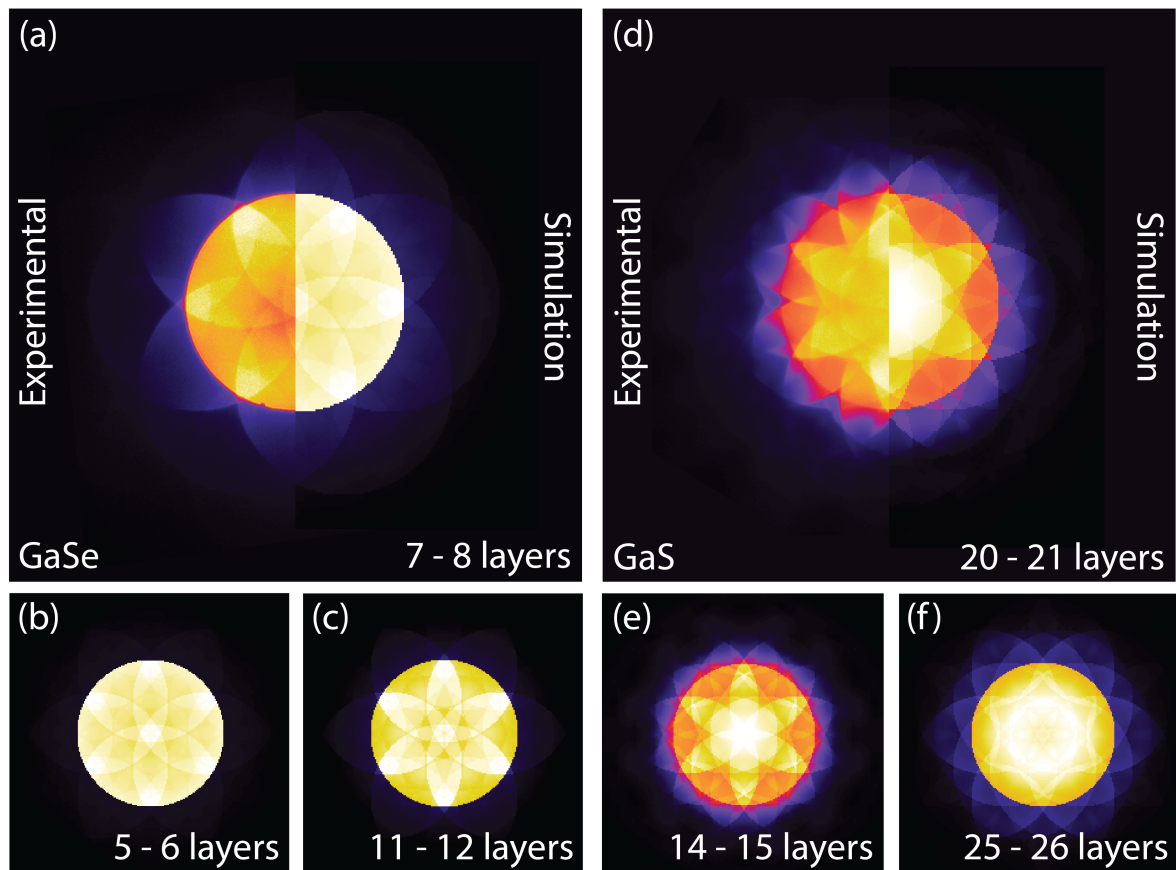 (a)
Experimental
Simulation
GaSe
7 - 8 layers
(d)
Experimental
Simulation
GaS
20 - 21 layers
(b)
5 - 6 layers
(c)
11 - 12 layers
(e)
14 - 15 layers
(f)
25 - 26 layers